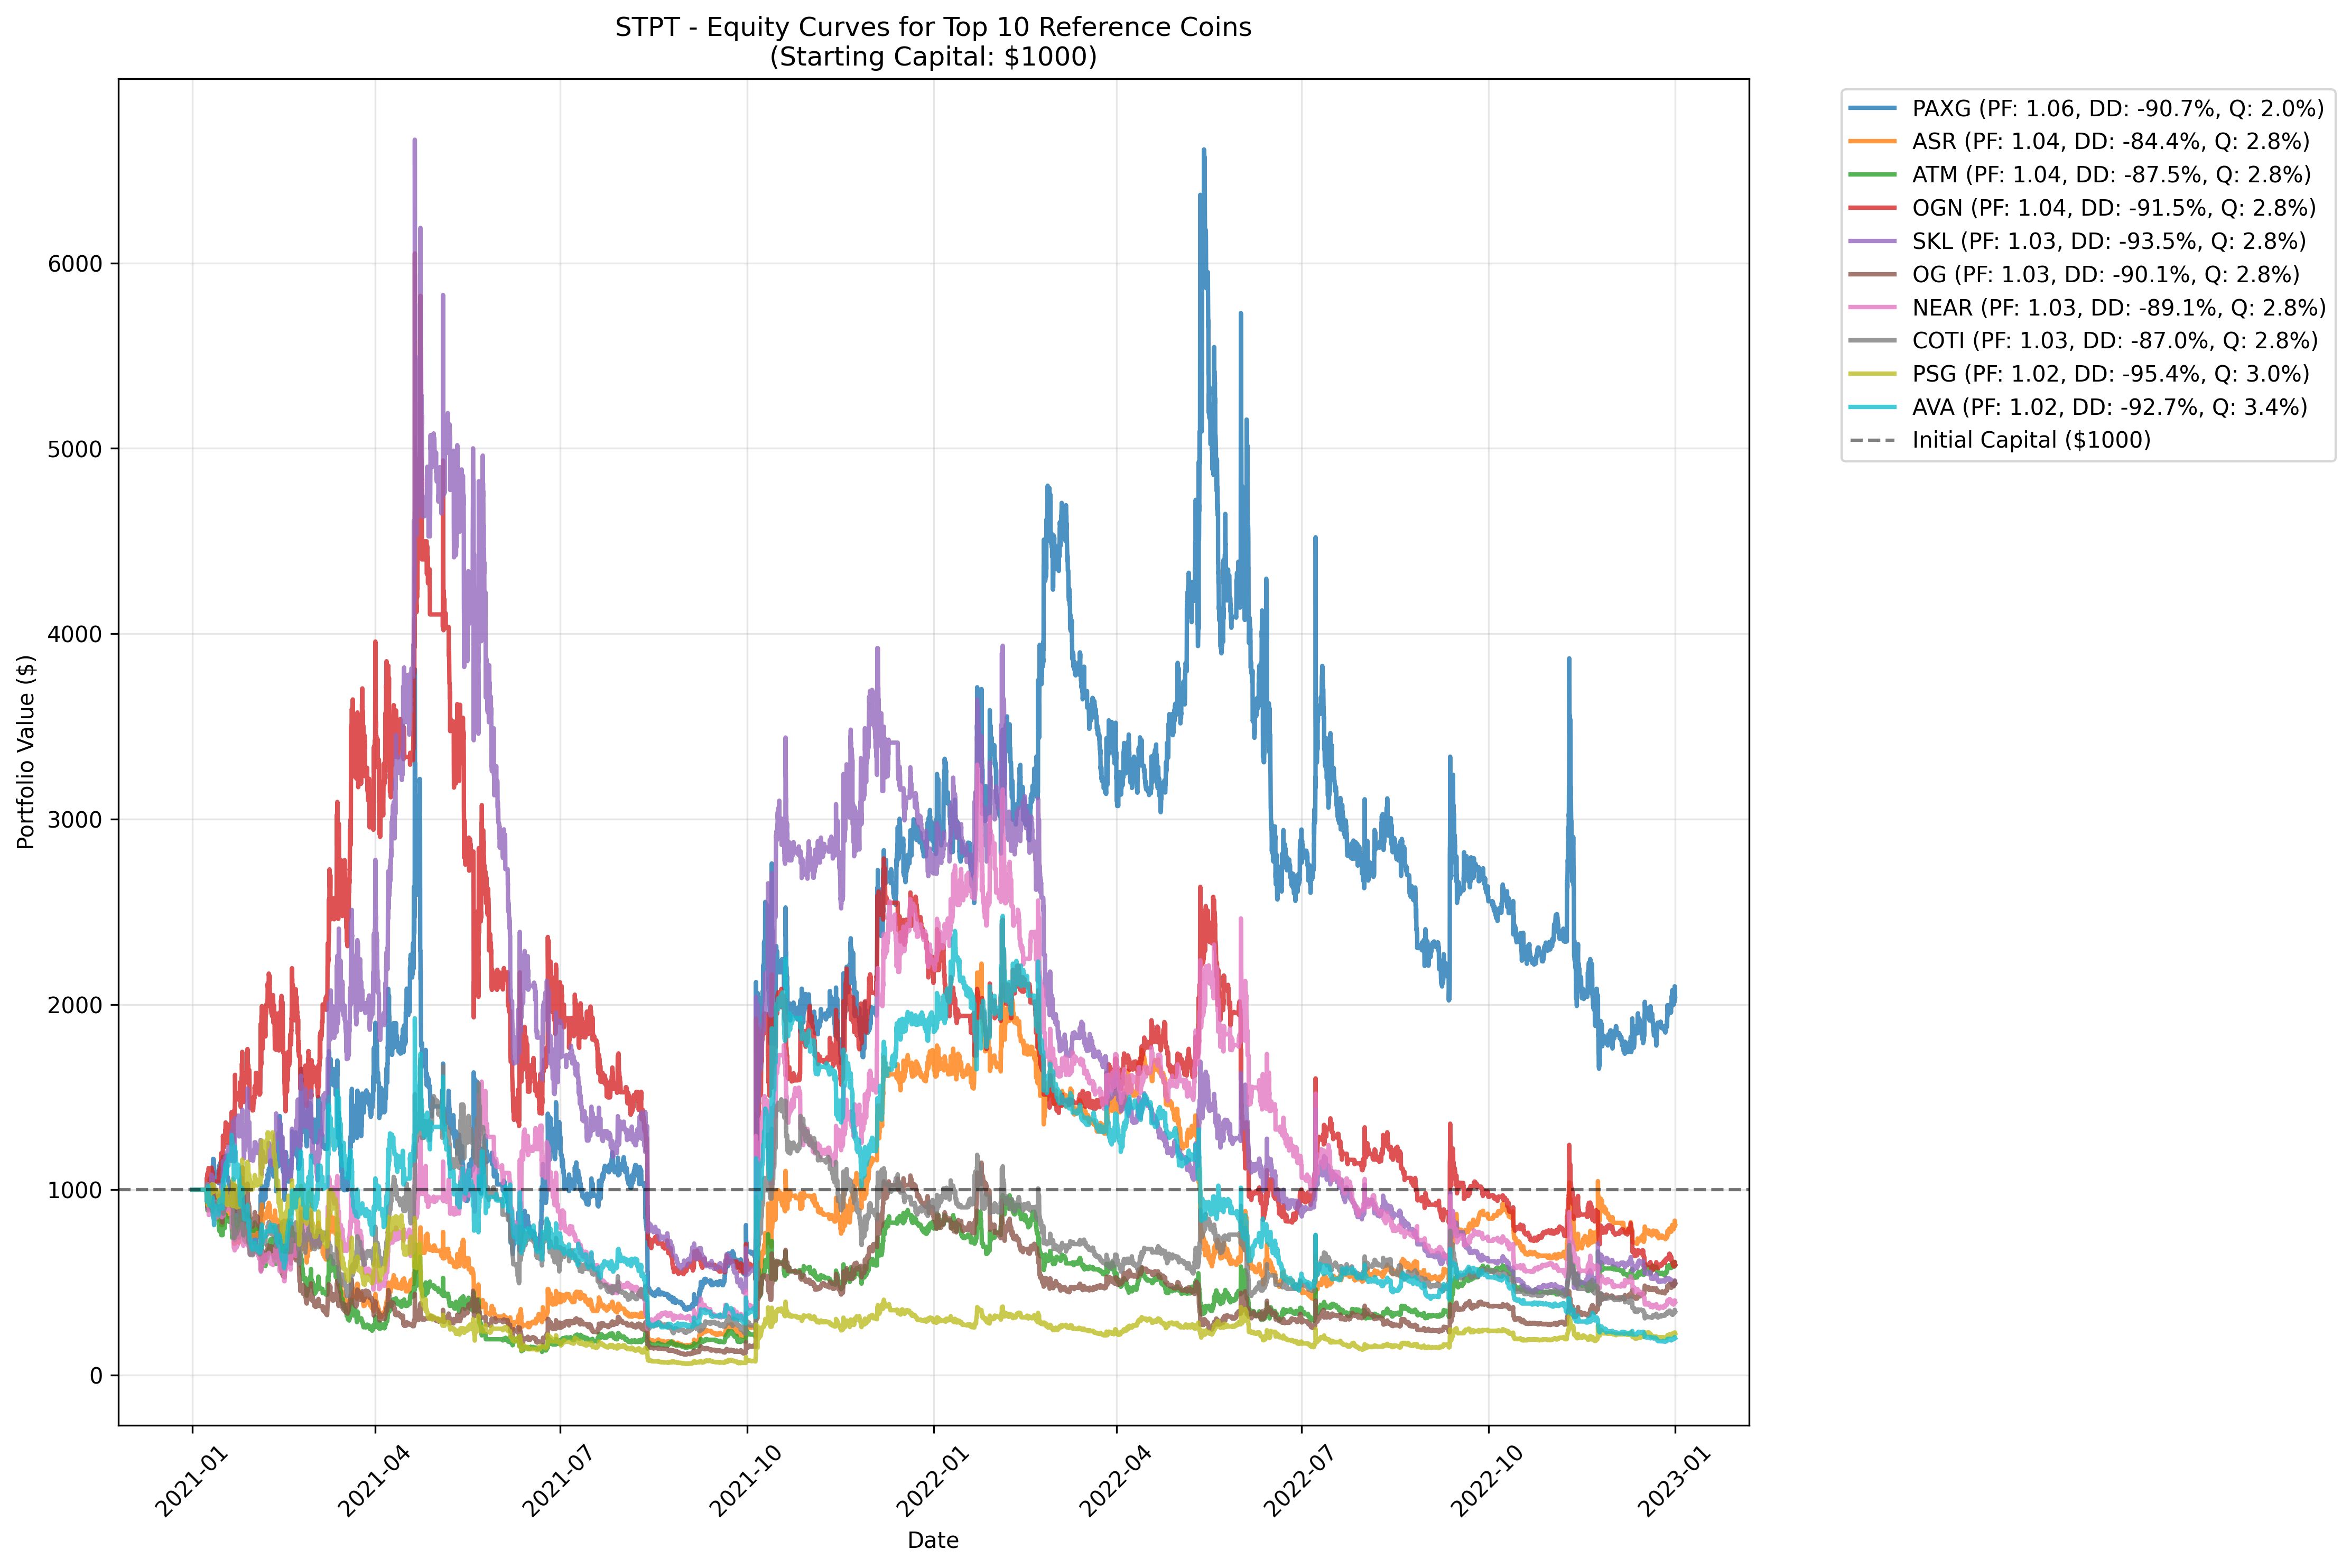 STPT - Equity Curves for Top 10 Reference Coins
(Starting Capital: $1000)
PAXG (PF: 1.06, DD: -90.7%, Q: 2.0%)
ASR (PF: 1.04, DD: -84.4%, Q: 2.8%)
ATM (PF: 1.04, DD: -87.5%, Q: 2.8%)
OGN (PF: 1.04, DD: -91.5%, Q: 2.8%)
SKL (PF: 1.03, DD: -93.5%, Q: 2.8%)
OG (PF: 1.03, DD: -90.1%, Q: 2.8%)
NEAR (PF: 1.03, DD: -89.1%, Q: 2.8%)
COTI (PF: 1.03, DD: -87.0%, Q: 2.8%)
PSG (PF: 1.02, DD: -95.4%, Q: 3.0%)
AVA (PF: 1.02, DD: -92.7%, Q: 3.4%)
Initial Capital ($1000)
Portfolio Value ($)
6000
5000
4000
3000
2000
1000
0
2021-01
2021-04
2021-07
2021-10
2022-01
2022-04
2022-07
2022-10
2023-01
Date